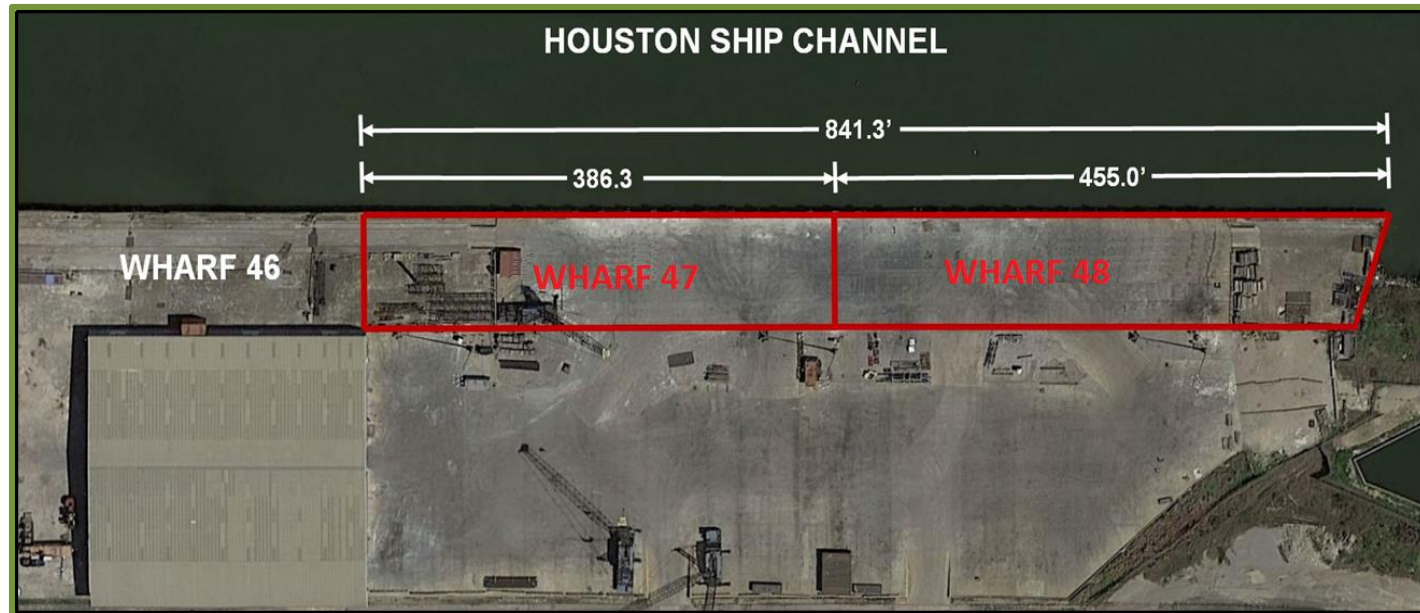 HOUSTON SHIP CHANNEL
841.3’
386.3
455.0’
WHARF 46
WHARF 47
WHARF 48